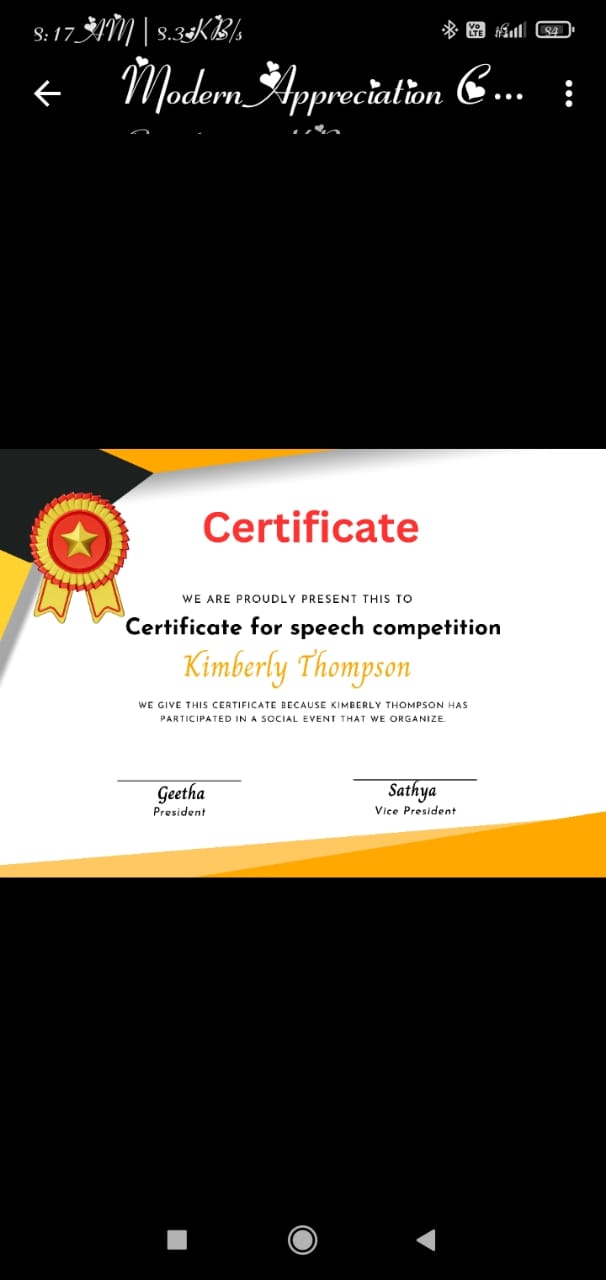 8:17 AM | 8.3KB/s
Vo LTE 84
Modern Appreciation C...
Certificate
WE ARE PROUDLY PRESENT THIS TO
Certificate for speech competition
Kimberly Thompson
WE GIVE THIS CERTIFICATE BECAUSE KIMBERLY THOMPSON HAS
PARTICIPATED IN A SOCIAL EVENT THAT WE ORGANIZE.
Geetha Sathya
President Vice President